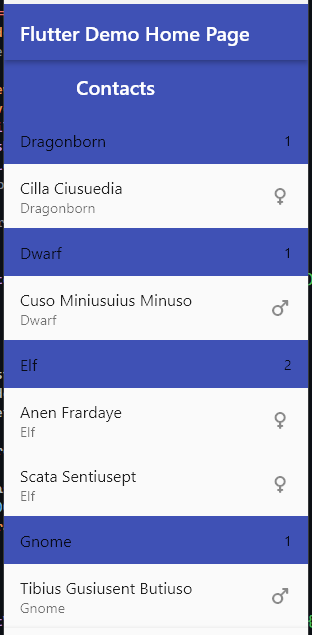 Flutter Demo Home Page
Contacts
Dragonborn 1
Cilla Ciusuedia
Dragonborn
Dwarf 1
Cuso Miniusuius Minuso
Dwarf
Elf 2
Anen Frardaye
Elf
Scata Sentiusept
Elf
Gnome 1
Tibius Gusiusent Butiuso
Gnome